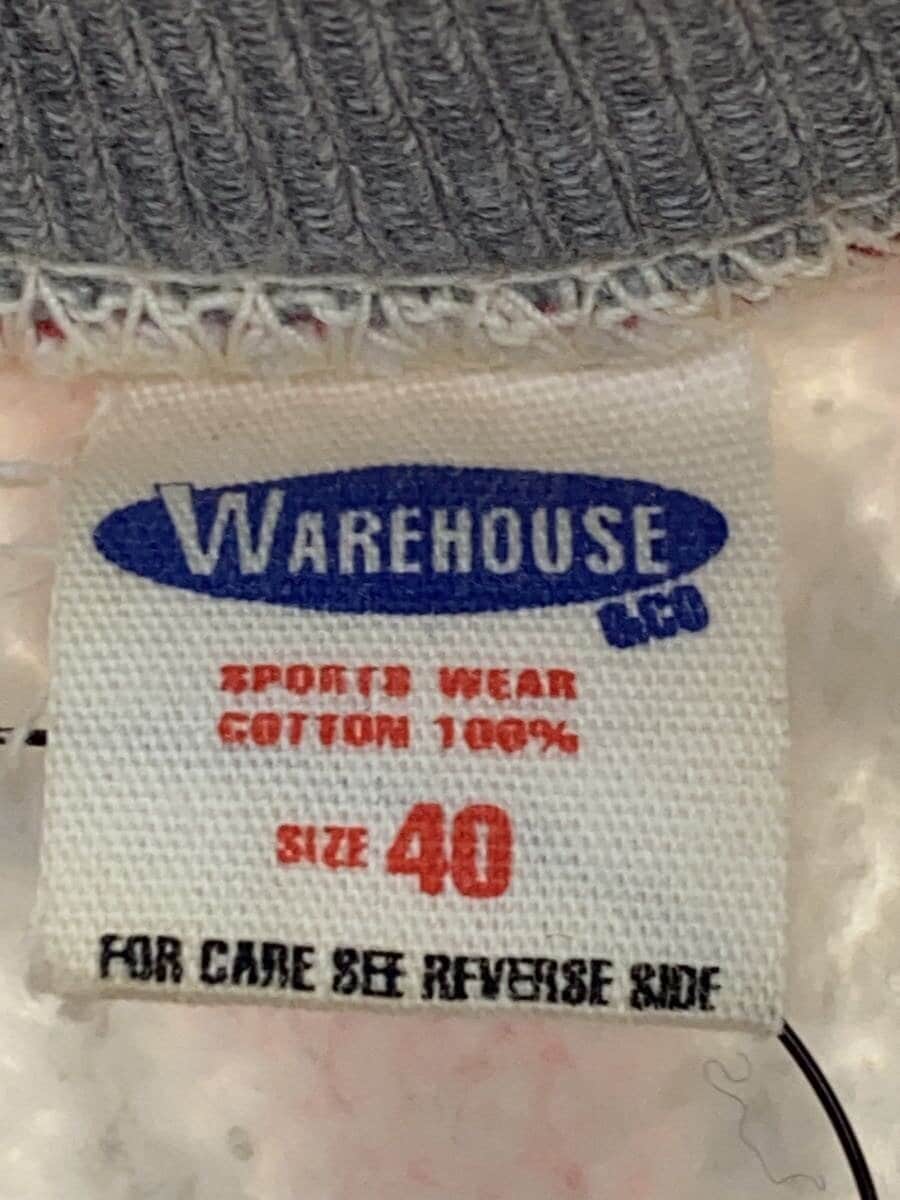 WAREHOUSE
&CO
SPORTS WEAR
COTTON 100%
SIZE 40
FOR CARE SEE REVERSE SIDE